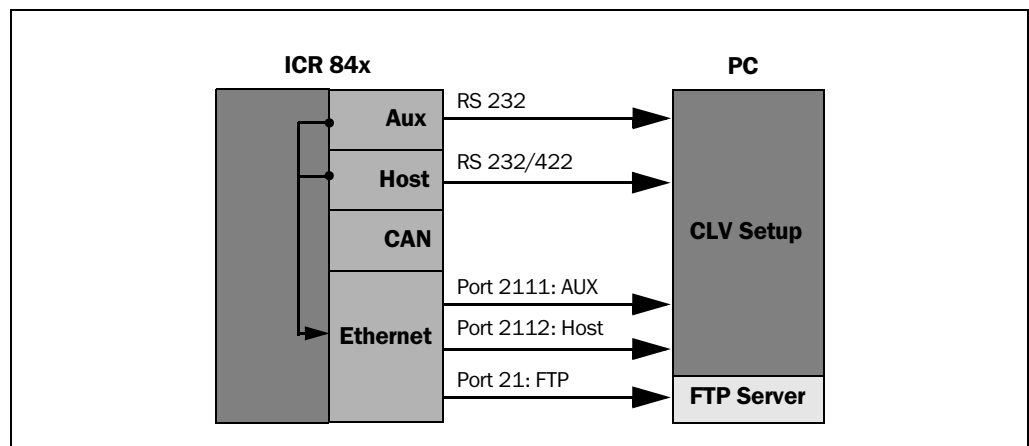 ICR 84x
PC
Aux
RS 232
Host
RS 232/422
CAN
CLV Setup
Port 2111: AUX
Ethernet
Port 2112: Host
Port 21: FTP
FTP Server